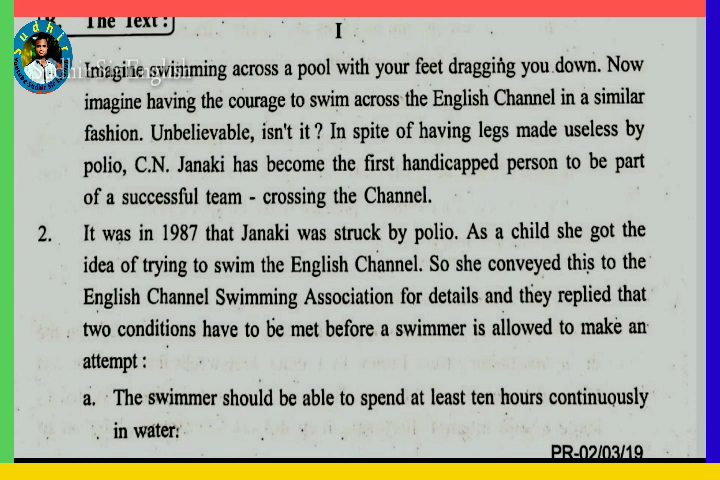 The Text :
I
Imagine swimming across a pool with your feet dragging you down. Now
imagine having the courage to swim across the English Channel in a similar
fashion. Unbelievable, isn't it ? In spite of having legs made useless by
polio, C.N. Janaki has become the first handicapped person to be part
of a successful team - crossing the Channel.
2. It was in 1987 that Janaki was struck by polio. As a child she got the
idea of trying to swim the English Channel. So she conveyed this to the
English Channel Swimming Association for details and they replied that
two conditions have to be met before a swimmer is allowed to make an
attempt :
a. The swimmer should be able to spend at least ten hours continuously
in water.
PR-02/03/19